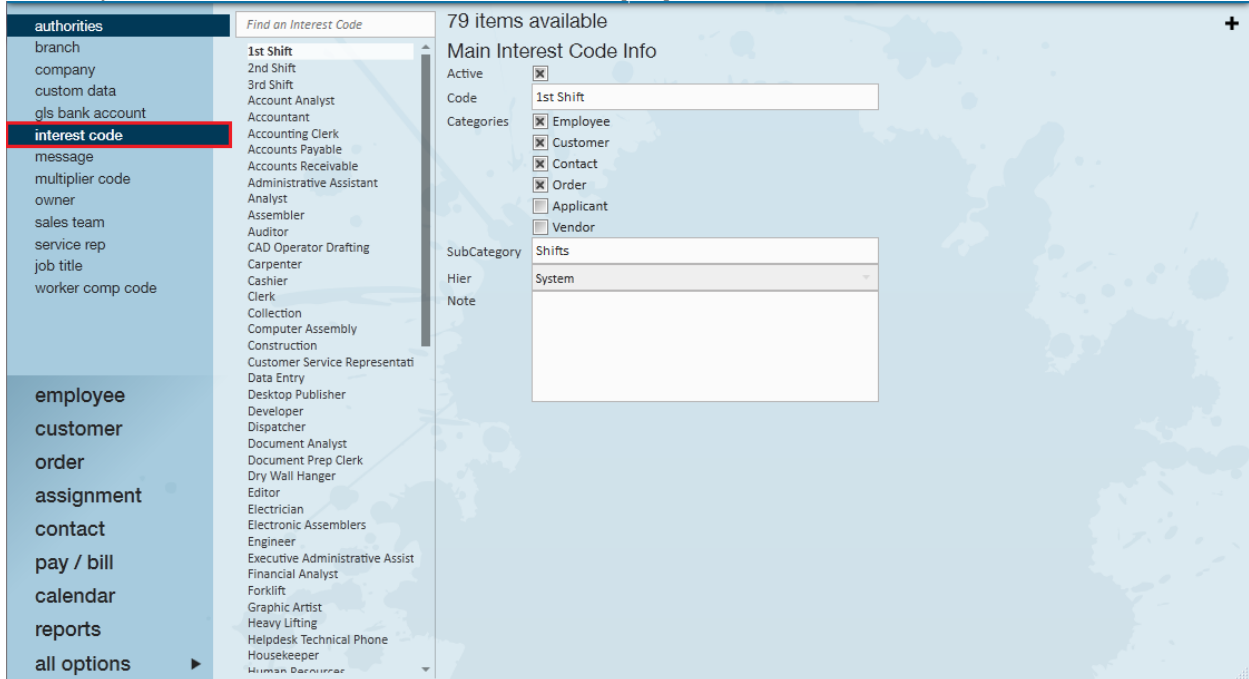 authorities
branch
company
custom data
gls bank account
interest code
message
multiplier code
owner
sales team
service rep
job title
worker comp code
employee
customer
order
assignment
contact
pay / bill
calendar
reports
all options
Find an Interest Code
1st Shift
2nd Shift
3rd Shift
Account Analyst
Accountant
Accounting Clerk
Accounts Payable
Accounts Receivable
Administrative Assistant
Analyst
Assembler
Auditor
CAD Operator Drafting
Carpenter
Cashier
Clerk
Collection
Computer Assembly
Construction
Customer Service Representati
Data Entry
Desktop Publisher
Developer
Dispatcher
Document Analyst
Document Prep Clerk
Dry Wall Hanger
Editor
Electrician
Electronic Assemblers
Engineer
Executive Administrative Assist
Financial Analyst
Forklift
Graphic Artist
Heavy Lifting
Helpdesk Technical Phone
Housekeeper
Human Resources
79 items available
Main Interest Code Info
Active
Code 1st Shift
Categories Employee
Customer
Contact
Order
Applicant
Vendor
SubCategory Shifts
Hier System
Note